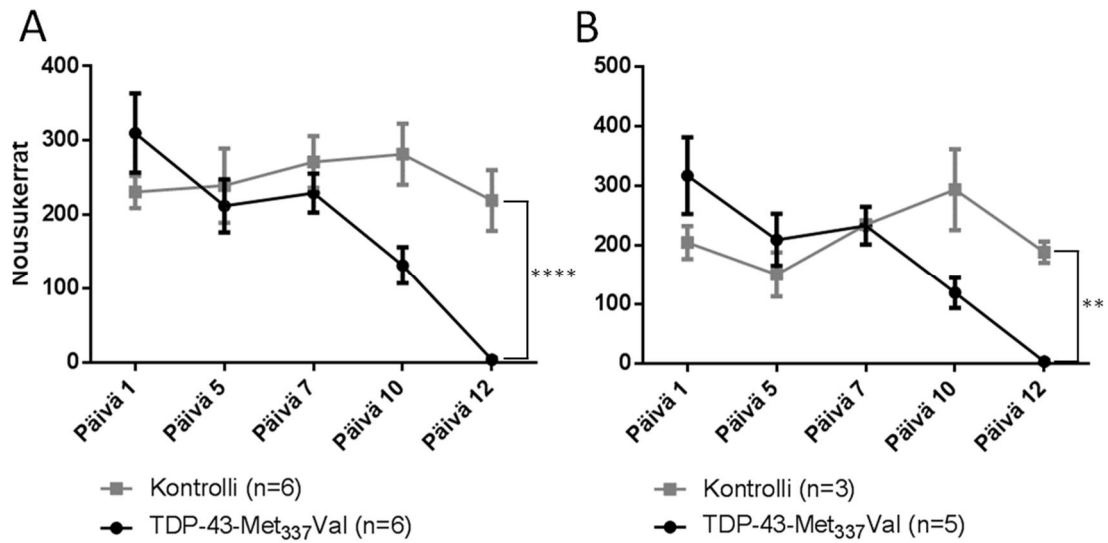 A
400
300
200
100
0
Nousukerrat
****
Päivä 1
Päivä 5
Päivä 7
Päivä 10
Päivä 12
Kontrolli (n=6)
TDP-43-Met₃₃₇Val (n=6)
B
500
400
300
200
100
0
**
Päivä 1
Päivä 5
Päivä 7
Päivä 10
Päivä 12
Kontrolli (n=3)
TDP-43-Met₃₃₇Val (n=5)